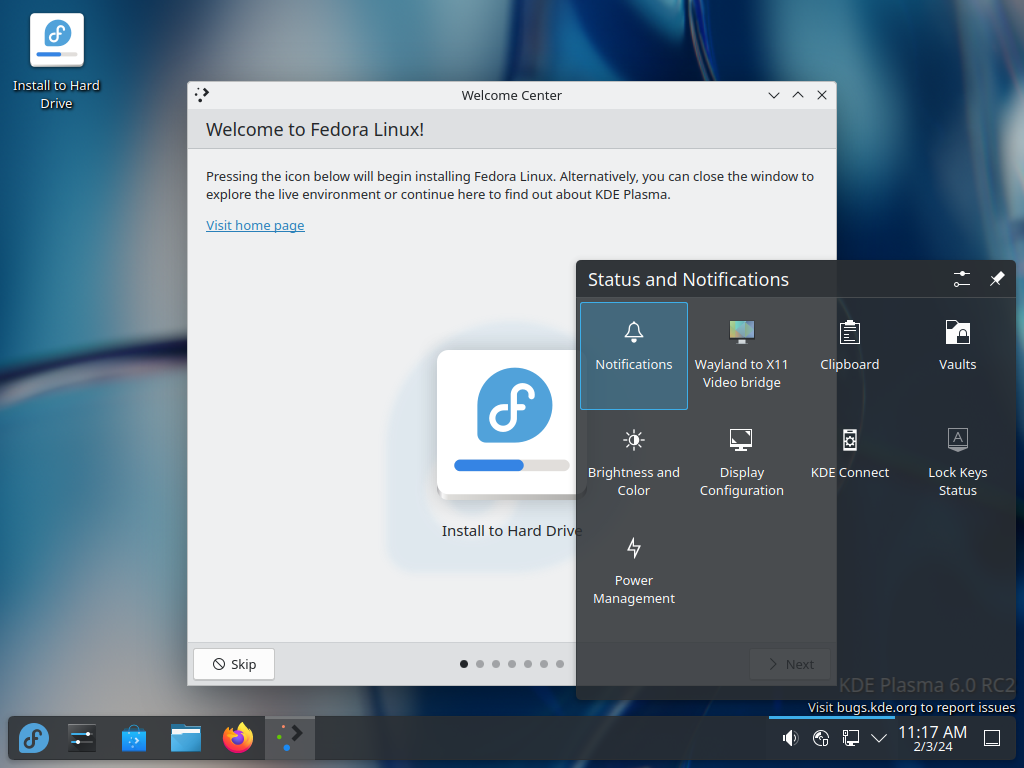 Install to Hard
Drive
Welcome Center
Welcome to Fedora Linux!
Pressing the icon below will begin installing Fedora Linux. Alternatively, you can close the window to
explore the live environment or continue here to find out about KDE Plasma.
Visit home page
Install to Hard Drive
Skip
Next
Status and Notifications
Notifications
Wayland to X11
Video bridge
Clipboard
Vaults
Brightness and
Color
Display
Configuration
KDE Connect
A
Lock Keys
Status
Power
Management
KDE Plasma 6.0 RC2
Visit bugs.kde.org to report issues
11:17 AM
2/3/24